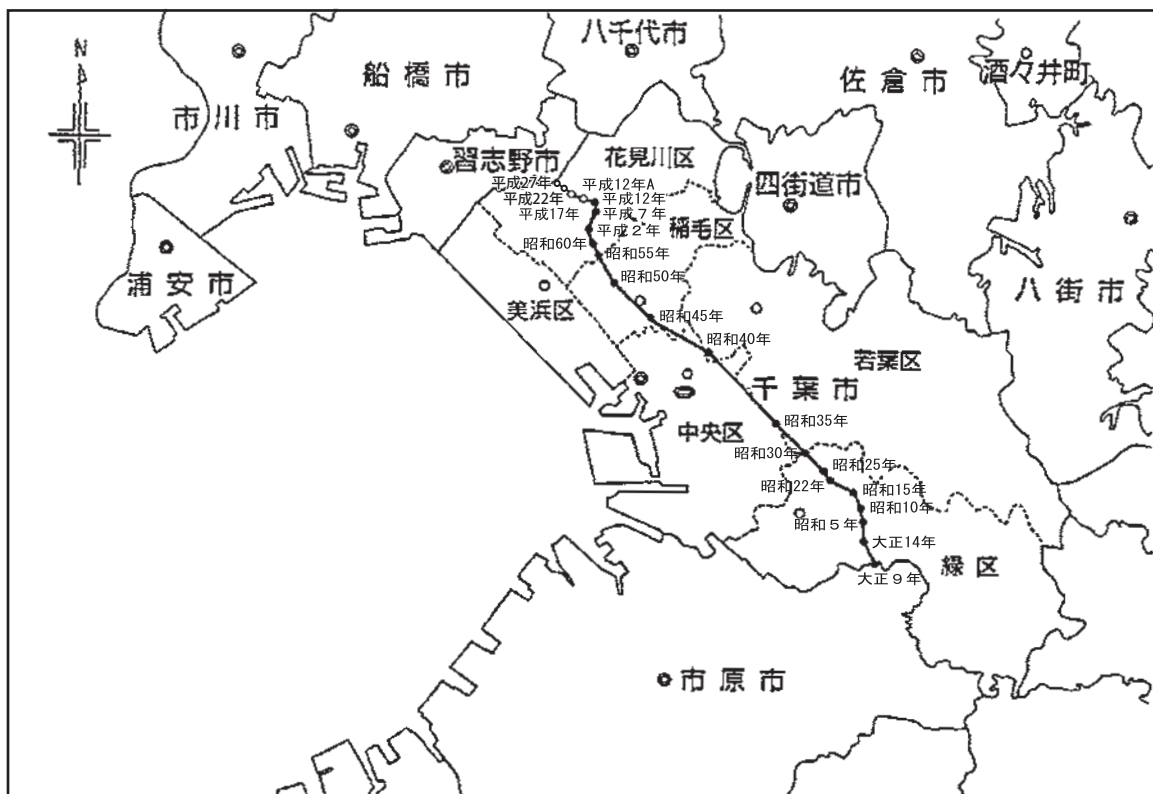 八千代市
N
船橋市
佐倉市
酒々井町
市川市
習志野市
花見川区
四街道市
平成27年
平成12年A
平成22年
平成12年
平成17年
平成７年
稲毛区
平成２年
昭和60年
昭和55年
浦安市
昭和50年
八街市
美浜区
昭和45年
昭和40年
若葉区
千葉市
昭和35年
中央区
昭和30年
昭和25年
昭和22年
昭和15年
昭和10年
昭和５年
大正14年
緑区
大正９年
市原市